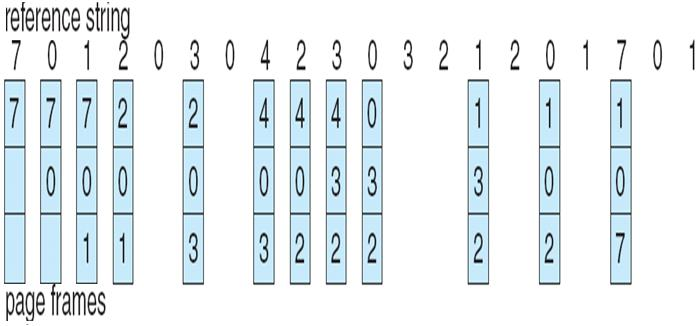 reference string
7 0 1 2 0 3 0 4 2 3 0 3 2 1 2 0 1 7 0 1
7 7 7 2 2 4 4 4 0 1 1 1
0 0 0 0 0 0 3 3 3 0 0
1 1 3 3 2 2 2 2 2 7
page frames